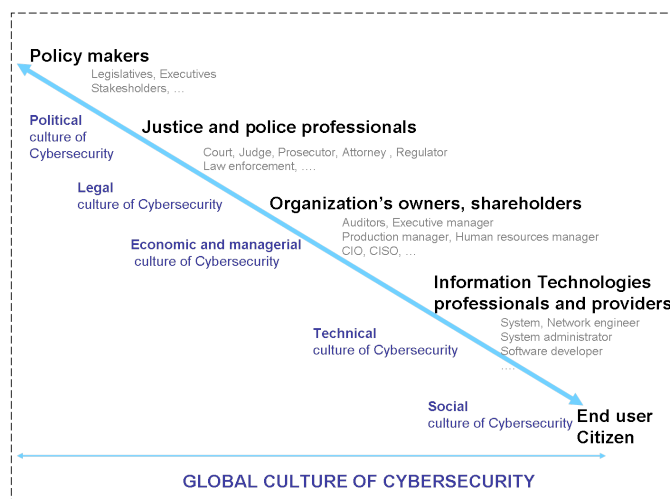 Policy makers
Legislatives, Executives
Stakesholders, …
Political
culture of
Cybersecurity
Justice and police professionals
Court, Judge, Prosecutor, Attorney , Regulator
Law enforcement, ….
Legal
culture of Cybersecurity
Organization's owners, shareholders
Auditors, Executive manager
Production manager, Human resources manager
CIO, CISO, …
Economic and managerial
culture of Cybersecurity
Information Technologies
professionals and providers
System, Network engineer
System administrator
Software developer
….
Technical
culture of Cybersecurity
Social
culture of Cybersecurity
End user
Citizen
GLOBAL CULTURE OF CYBERSECURITY